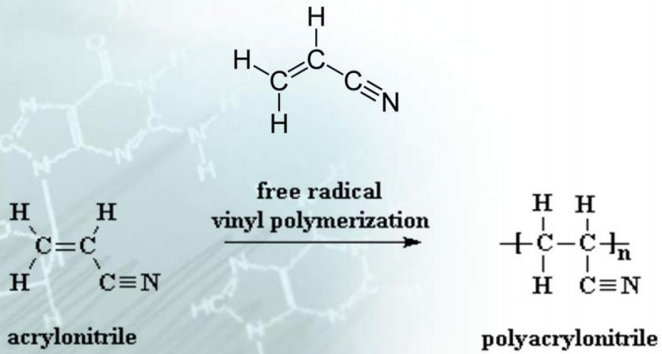 H
H C
C C≡N
H
free radical
vinyl polymerization
H H
C=C
H C≡N
H H
-[-C-C-]-n
H C≡N
acrylonitrile
polyacrylonitrile